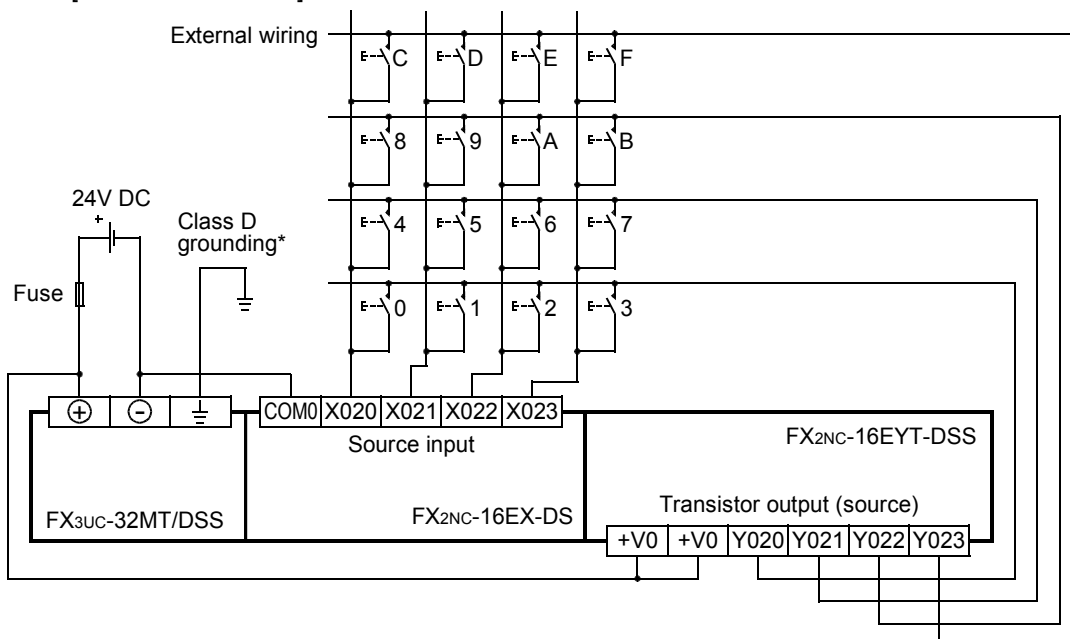 External wiring
C D E F
8 9 A B
24V DC
+
Class D
grounding*
4 5 6 7
Fuse
0 1 2 3
+ - COM0 X020 X021 X022 X023
Source input
FX2NC-16EYT-DSS
FX3UC-32MT/DSS
FX2NC-16EX-DS
Transistor output (source)
+V0 +V0 Y020 Y021 Y022 Y023